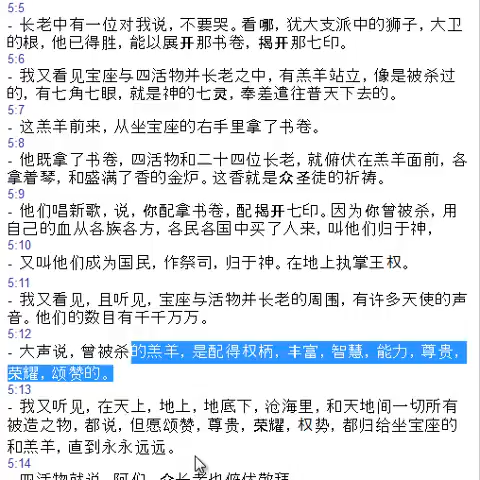 5:5
- 长老中有一位对我说，不要哭。看哪，犹大支派中的狮子，大卫
的根，他已得胜，能以展开那书卷，揭开那七印。
5:6
- 我又看见宝座与四活物并长老之中，有羔羊站立，像是被杀过
的，有七角七眼，就是神的七灵，奉差遣往普天下去的。
5:7
- 这羔羊前来，从坐宝座的右手里拿了书卷。
5:8
- 他既拿了书卷，四活物和二十四位长老，就俯伏在羔羊面前，各
拿着琴，和盛满了香的金炉。这香就是众圣徒的祈祷。
5:9
- 他们唱新歌，说，你配拿书卷，配揭开七印。因为你曾被杀，用
自己的血从各族各方，各民各国中买了人来，叫他们归于神，
5:10
- 又叫他们成为国民，作祭司，归于神。在地上执掌王权。
5:11
- 我又看见，且听见，宝座与活物并长老的周围，有许多天使的声
音。他们的数目有千千万万。
5:12
- 大声说，曾被杀的羔羊，是配得权柄，丰富，智慧，能力，尊贵，
荣耀，颂赞的。
5:13
- 我又听见，在天上，地上，地底下，沧海里，和天地间一切所有
被造之物，都说，但愿颂赞，尊贵，荣耀，权势，都归给坐宝座的
和羔羊，直到永永远远。
5:14
四活物就说，阿们。众长老也俯伏敬拜